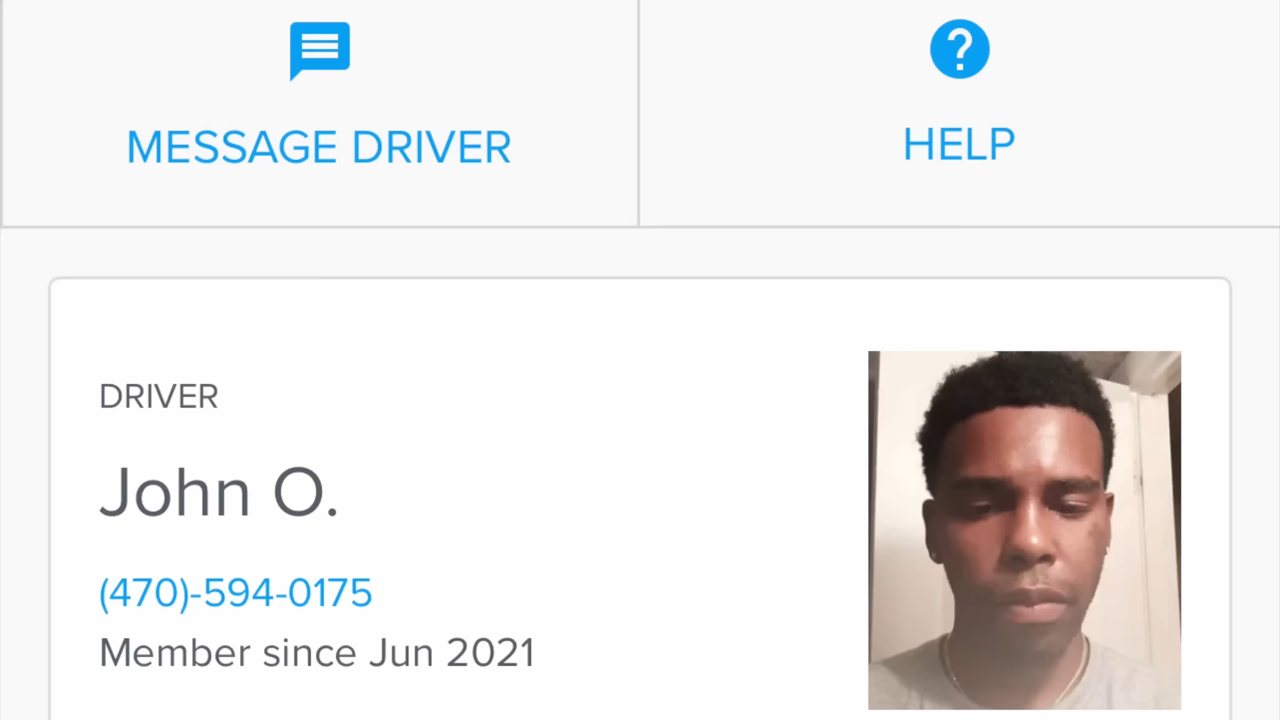 MESSAGE DRIVER
HELP
DRIVER
John O.
(470)-594-0175
Member since Jun 2021